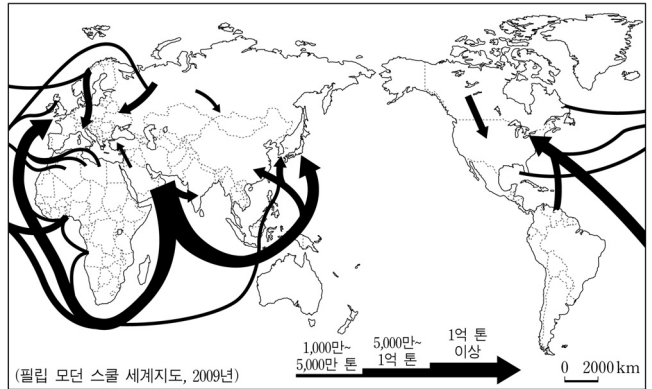 1,000만~
5,000만 톤
5,000만~
1억 톤
1억 톤
이상
(필립 모던 스쿨 세계지도, 2009년)
0 2000km